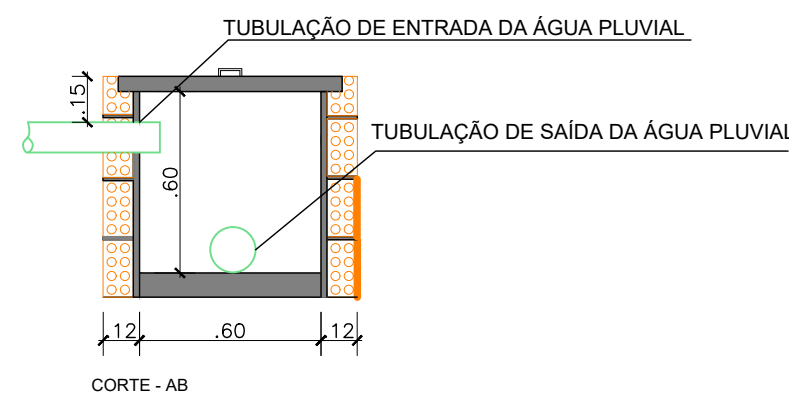 TUBULAÇÃO DE ENTRADA DA ÁGUA PLUVIAL
.15
TUBULAÇÃO DE SAÍDA DA ÁGUA PLUVIAL
.60
.12
.60
.12
CORTE - AB